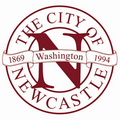 THE CITY OF
1869 Washington 1994
N
NEWCASTLE